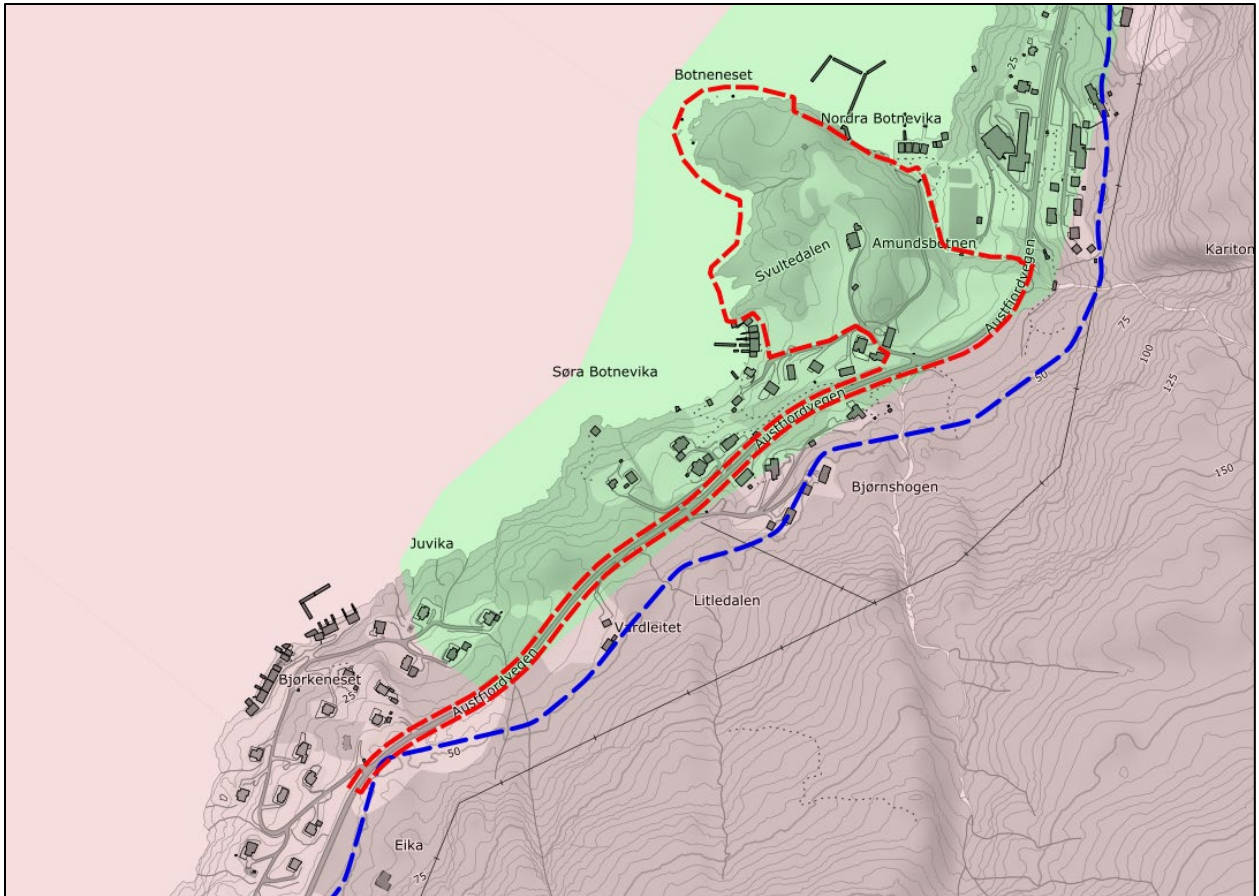 25
Botneneset
Nordra Botnevika
Svultedalen
Amundsbotnen
Kariton
Austfjordvegen
75
100
125
50
Søra Botnevika
Austfjordvegen
150
Bjørnshogen
Juvika
Litledalen
Vardleitet
Bjørkeneset
25
Austfjordvegen
50
Eika
75